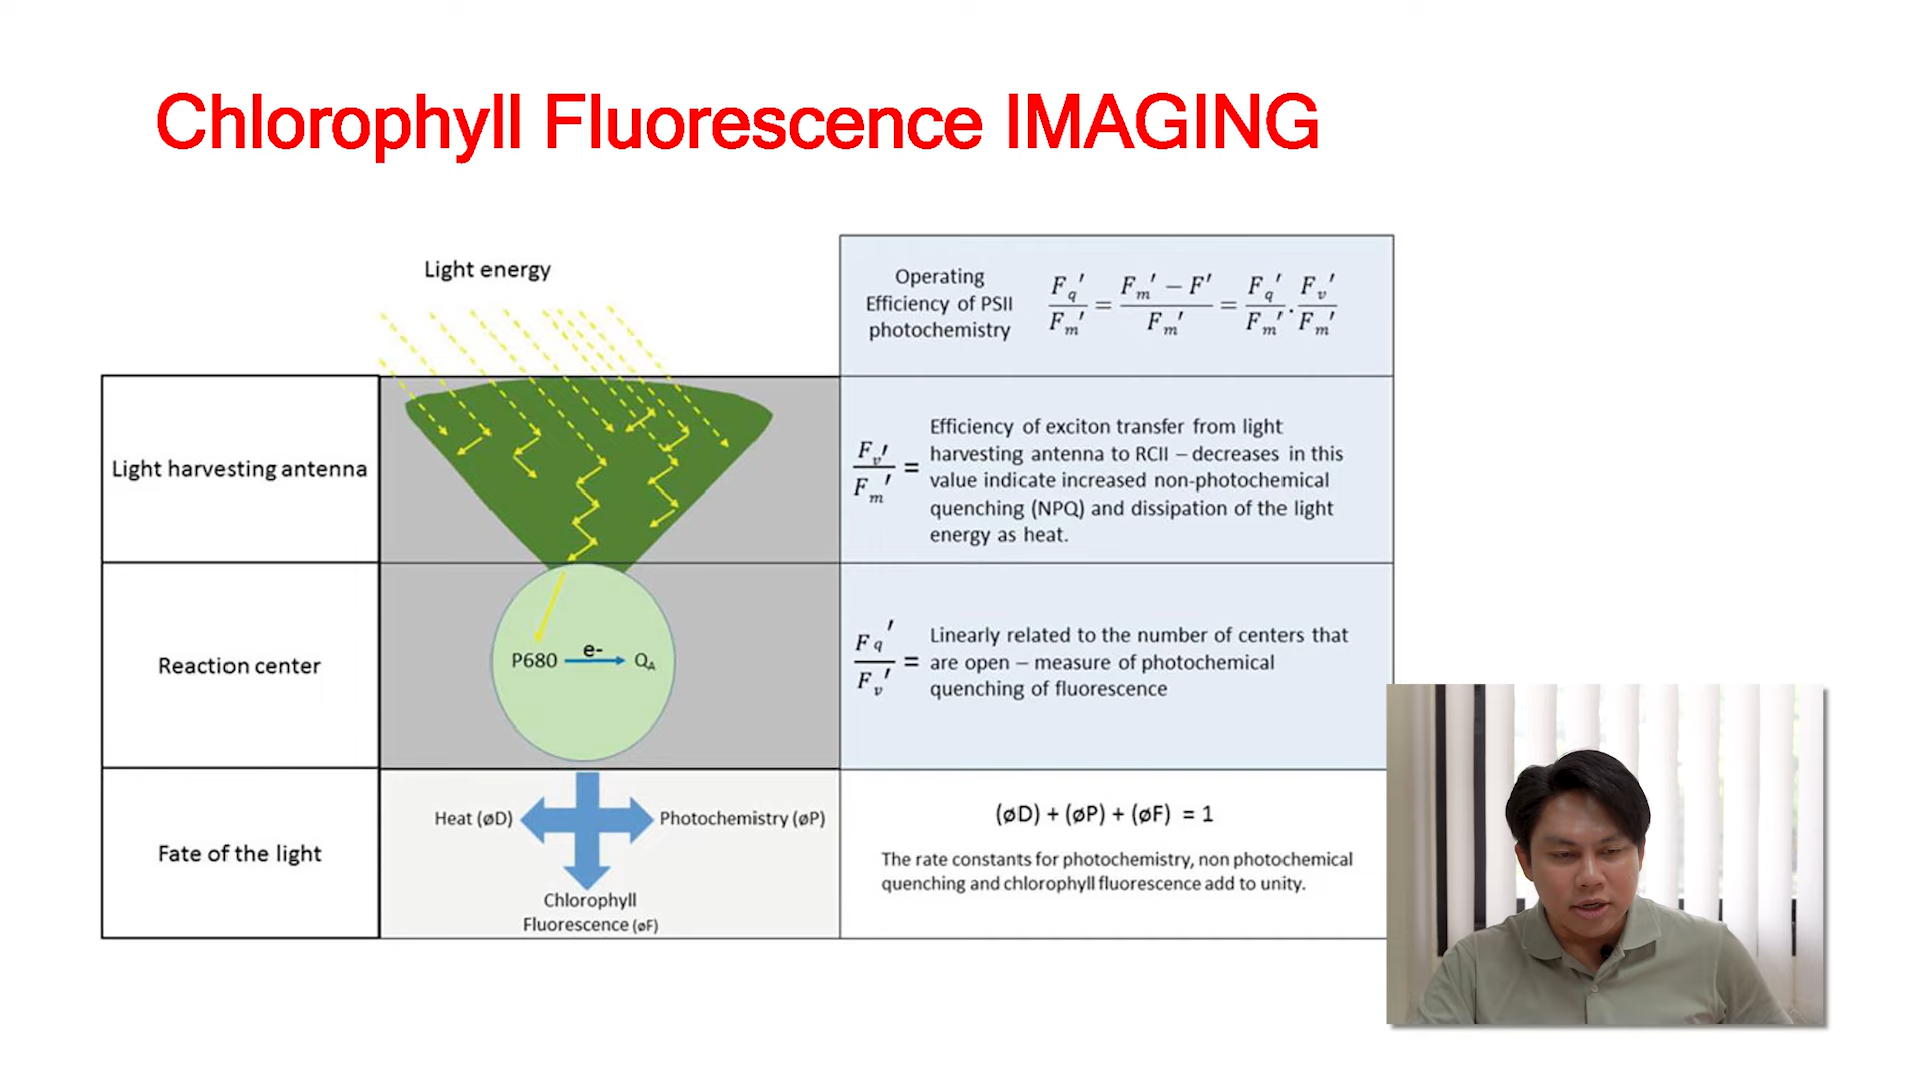 Chlorophyll Fluorescence IMAGING
Light energy
Operating
Efficiency of PSII
photochemistry
Fq′/Fm′ = (Fm′ − F′)/Fm′ = Fq′/Fm′ · Fv′/Fm′
Light harvesting antenna
Fv′/Fm′ =
Efficiency of exciton transfer from light
harvesting antenna to RCII – decreases in this
value indicate increased non-photochemical
quenching (NPQ) and dissipation of the light
energy as heat.
Reaction center
P680
e-
QA
Fq′/Fv′ =
Linearly related to the number of centers that
are open – measure of photochemical
quenching of fluorescence
Fate of the light
Heat (øD)
Photochemistry (øP)
Chlorophyll
Fluorescence (øF)
(øD) + (øP) + (øF) = 1
The rate constants for photochemistry, non photochemical
quenching and chlorophyll fluorescence add to unity.